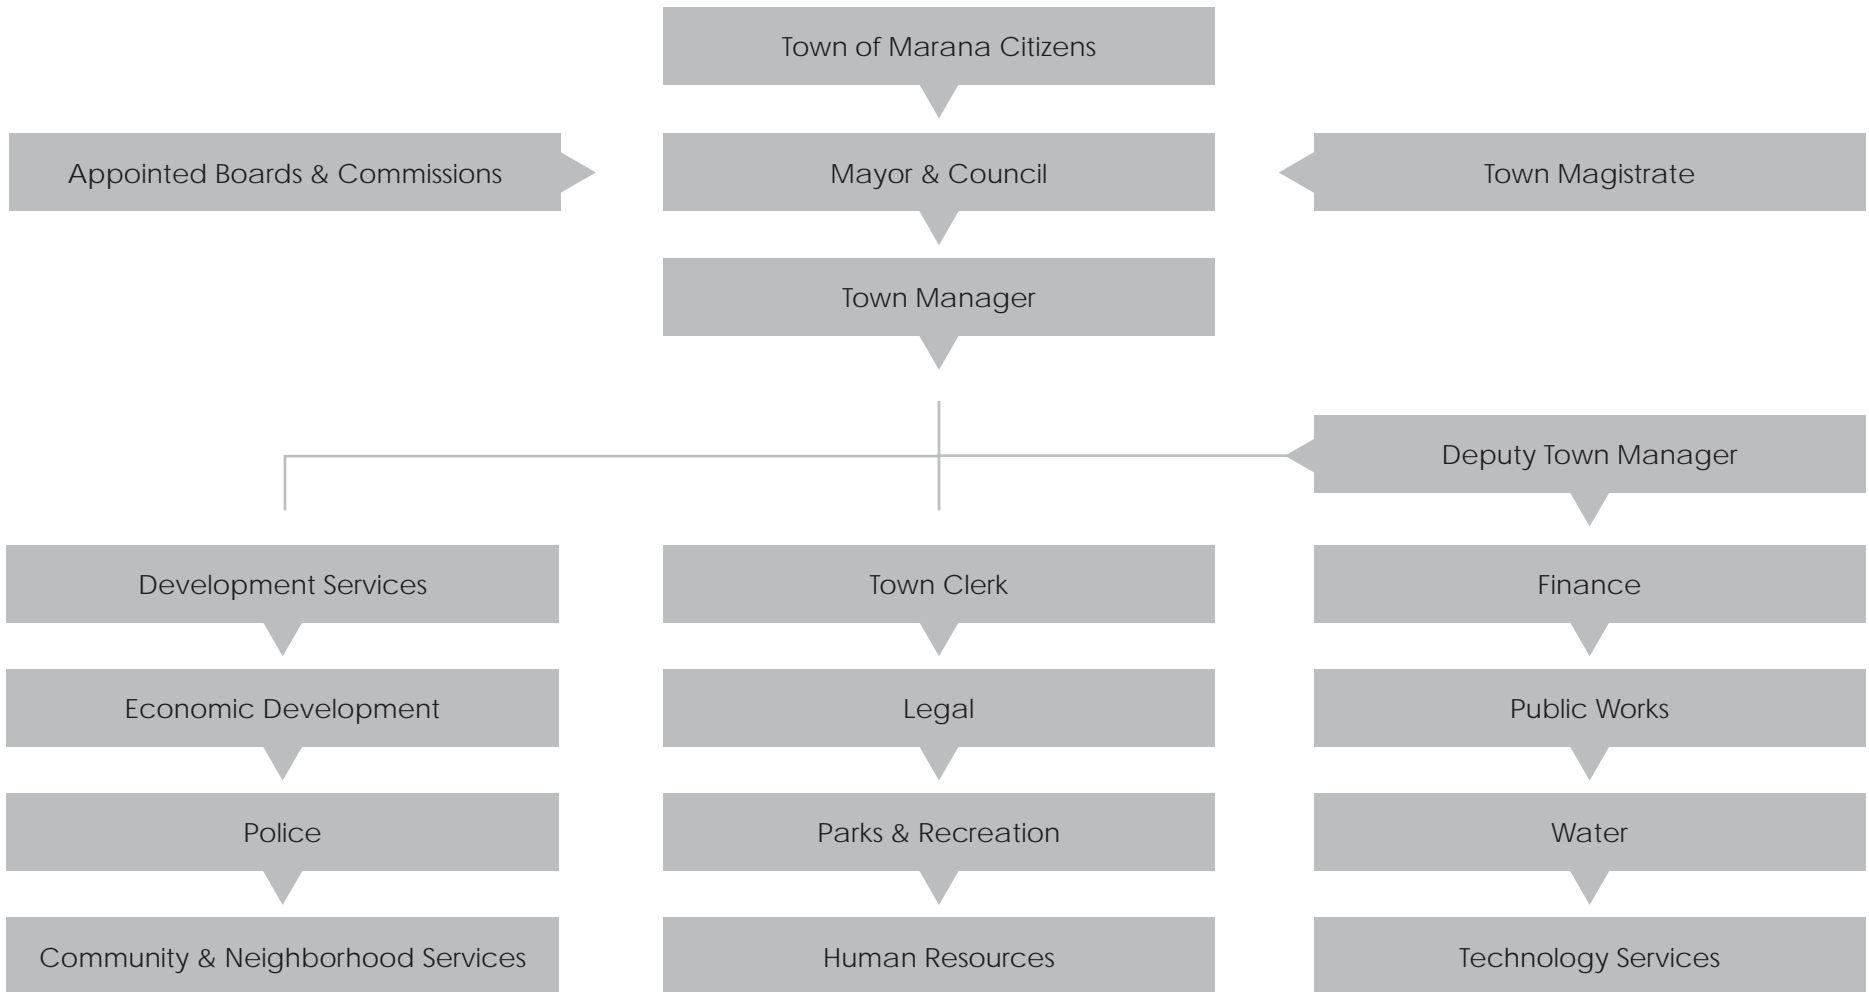 Town of Marana Citizens
Appointed Boards & Commissions
Mayor & Council
Town Magistrate
Town Manager
Deputy Town Manager
Development Services
Town Clerk
Finance
Economic Development
Legal
Public Works
Police
Parks & Recreation
Water
Community & Neighborhood Services
Human Resources
Technology Services